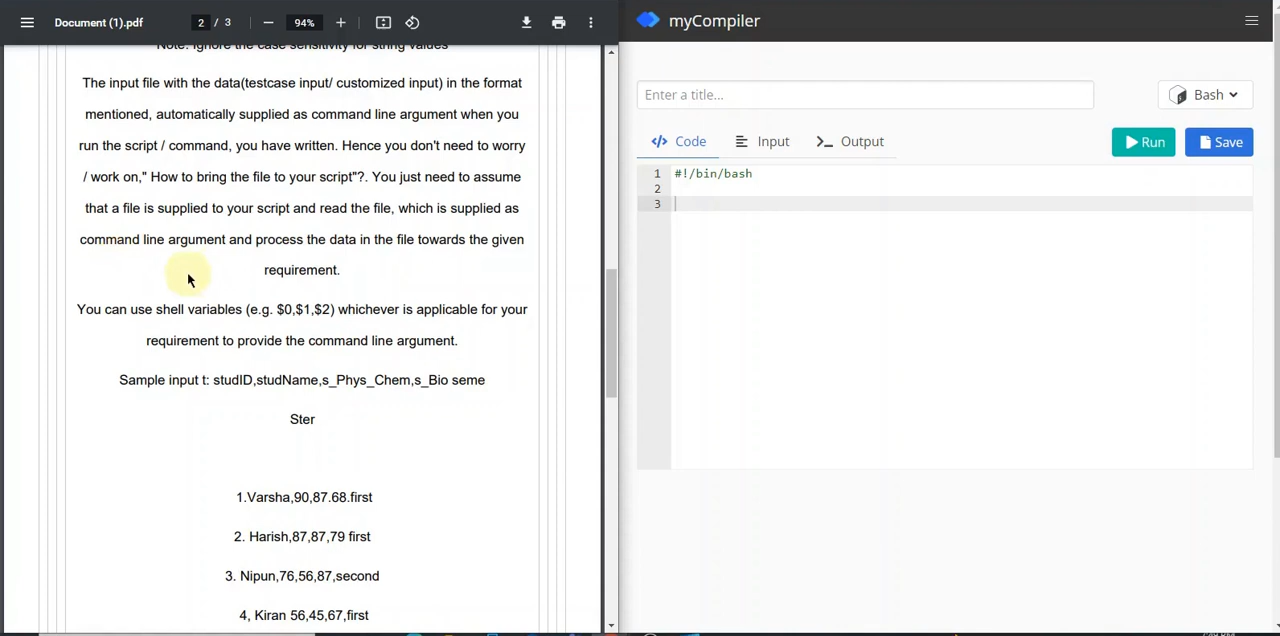 Document (1).pdf
2 / 3
94%
myCompiler
Note: Ignore the case sensitivity for string values
The input file with the data(testcase input/ customized input) in the format
mentioned, automatically supplied as command line argument when you
run the script / command, you have written. Hence you don't need to worry
/ work on," How to bring the file to your script"?. You just need to assume
that a file is supplied to your script and read the file, which is supplied as
command line argument and process the data in the file towards the given
requirement.
You can use shell variables (e.g. $0,$1,$2) whichever is applicable for your
requirement to provide the command line argument.
Sample input t: studID,studName,s_Phys_Chem,s_Bio seme
Ster
1.Varsha,90,87.68.first
2. Harish,87,87,79 first
3. Nipun,76,56,87,second
4, Kiran 56,45,67,first
Enter a title...
Bash
Code
Input
Output
Run
Save
1 #!/bin/bash
2
3